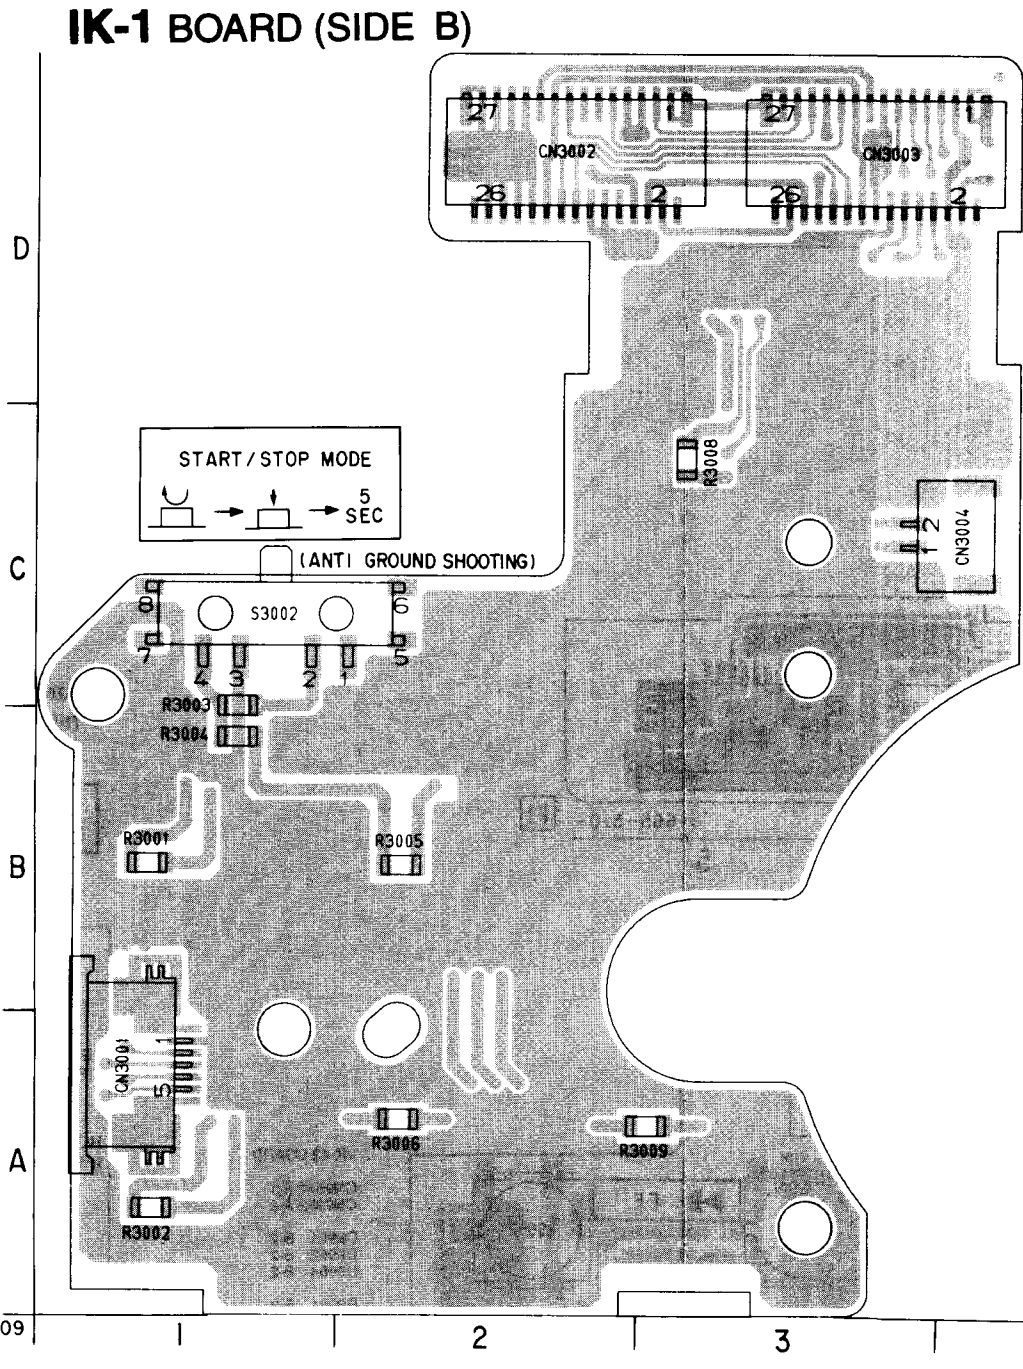 IK-1 BOARD (SIDE B)
27 1 27 1
CN3002 CN3003
26 2 26 2
D
R3008
START/STOP MODE
5
SEC
2
1
CN3004
(ANTI GROUND SHOOTING)
C
8 S3002 6
7 5
4 3 2 1
R3003
R3004
R3001 R3005
B
1
CN3001
5
R3006 R3009
A
R3002
09 1 2 3